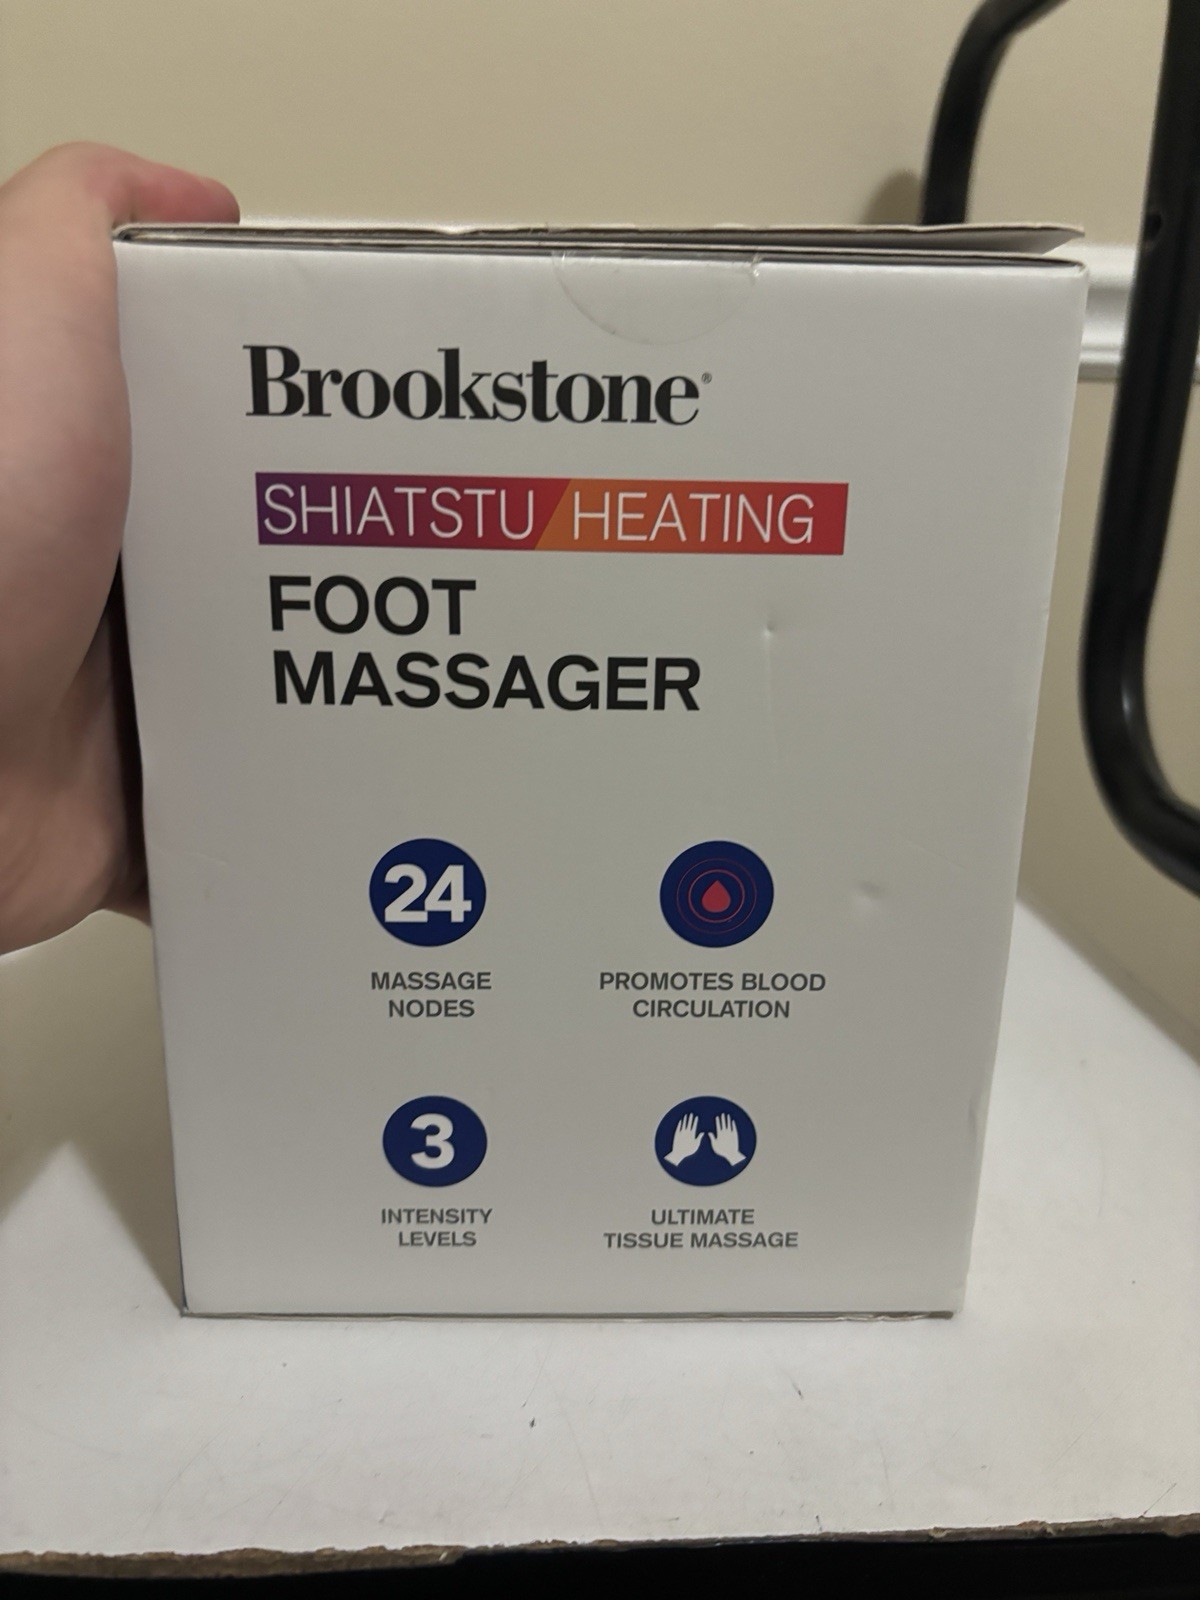 Brookstone®
SHIATSTU HEATING
FOOT
MASSAGER
24
MASSAGE
NODES
PROMOTES BLOOD
CIRCULATION
3
INTENSITY
LEVELS
ULTIMATE
TISSUE MASSAGE